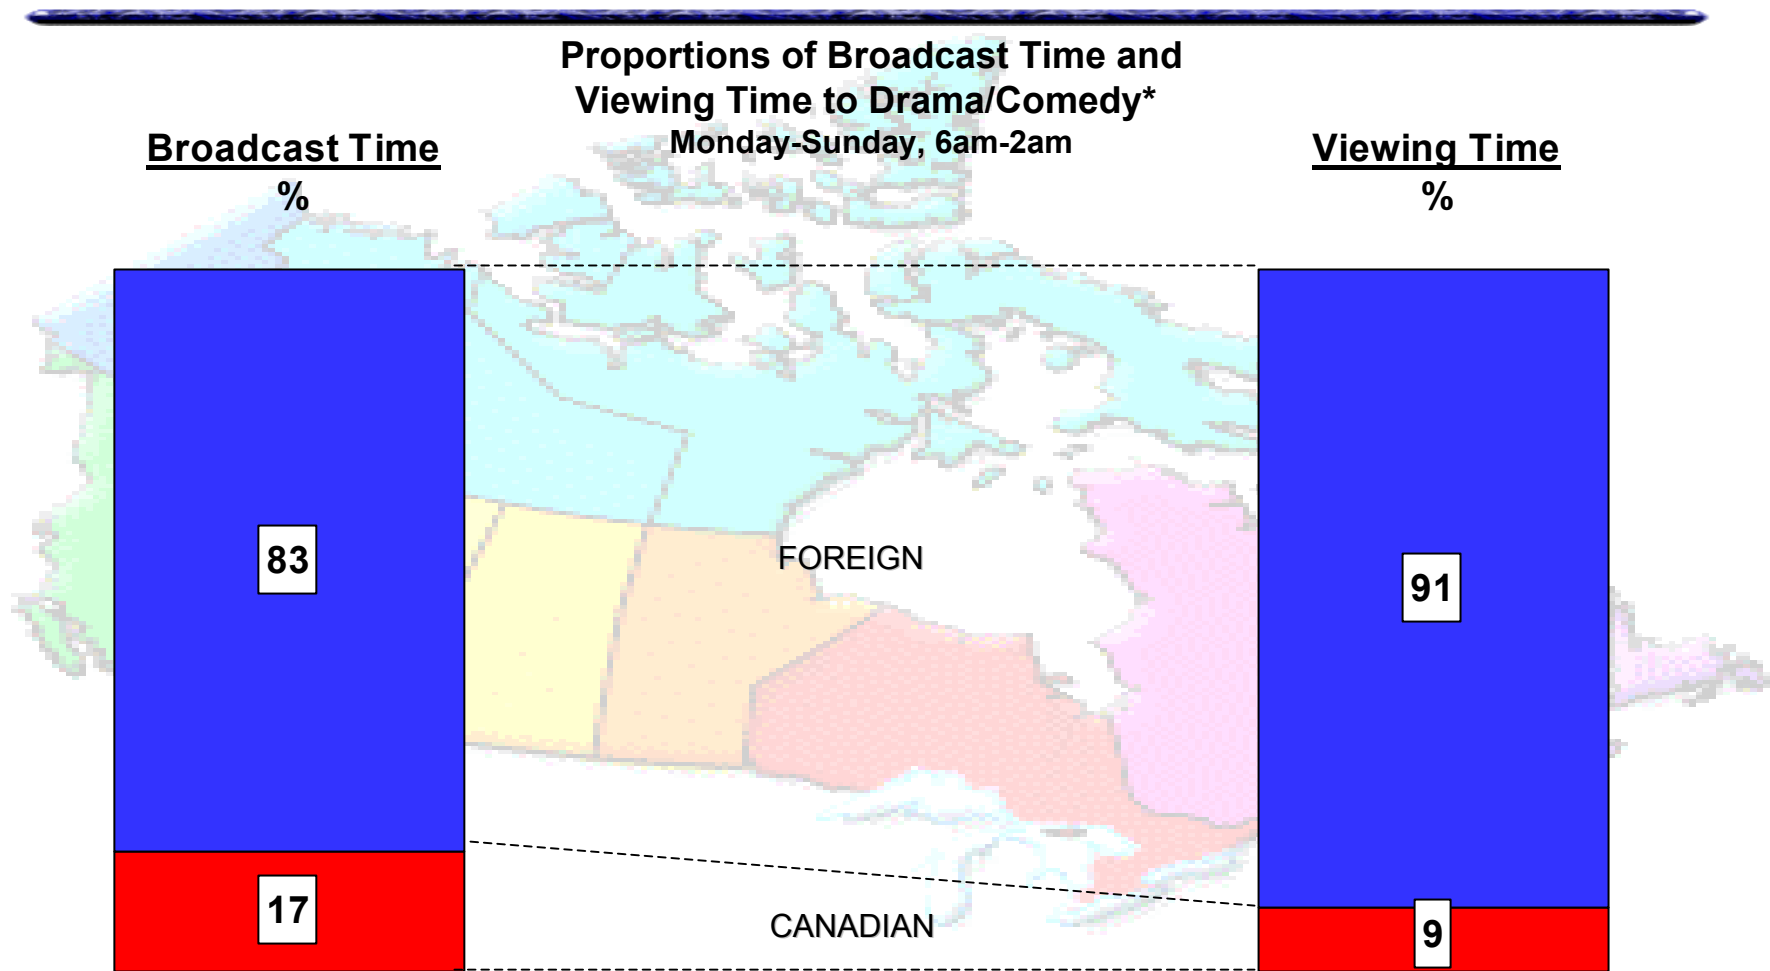 Proportions of Broadcast Time and
Viewing Time to Drama/Comedy*
Monday-Sunday, 6am-2am
Broadcast Time
%
Viewing Time
%
83
FOREIGN
91
17
CANADIAN
9